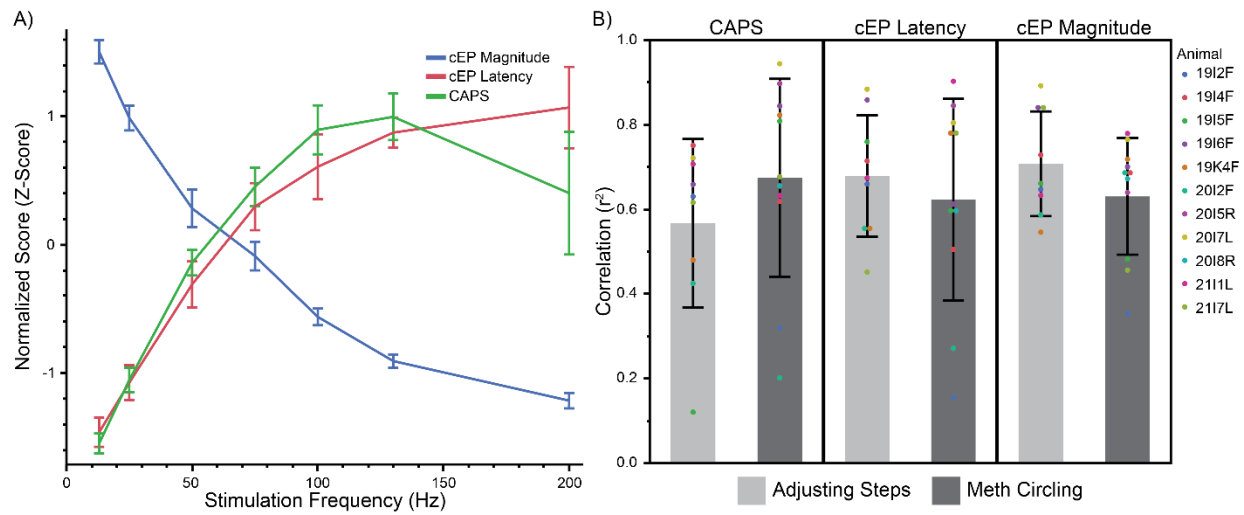 A)
cEP Magnitude
cEP Latency
CAPS
1
0
-1
Normalized Score (Z-Score)
0 50 100 150 200
Stimulation Frequency (Hz)
B)
CAPS cEP Latency cEP Magnitude
1.0
0.8
0.6
0.4
0.2
0.0
Correlation (r²)
Adjusting Steps Meth Circling
Animal
19I2F
19I4F
19I5F
19I6F
19K4F
20I2F
20I5R
20I7L
20I8R
21I1L
21I7L